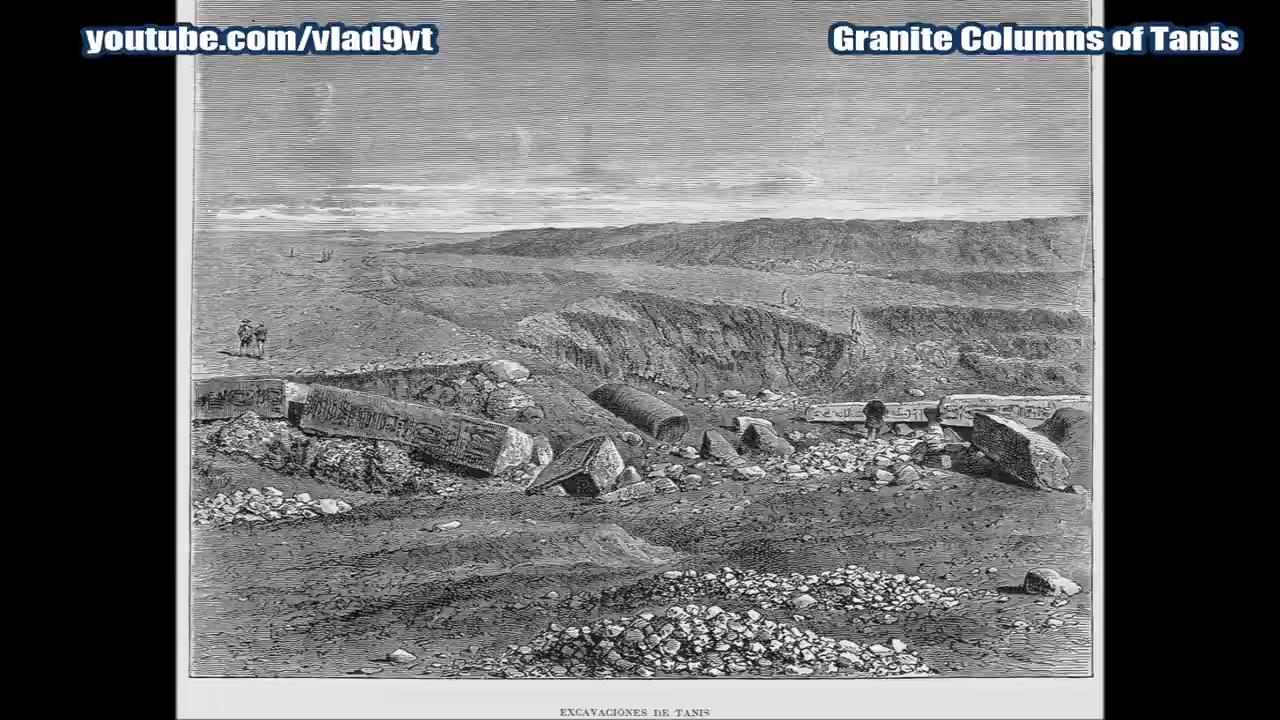 youtube.com/vlad9vt
Granite Columns of Tanis
EXCAVACIONES DE TANIS